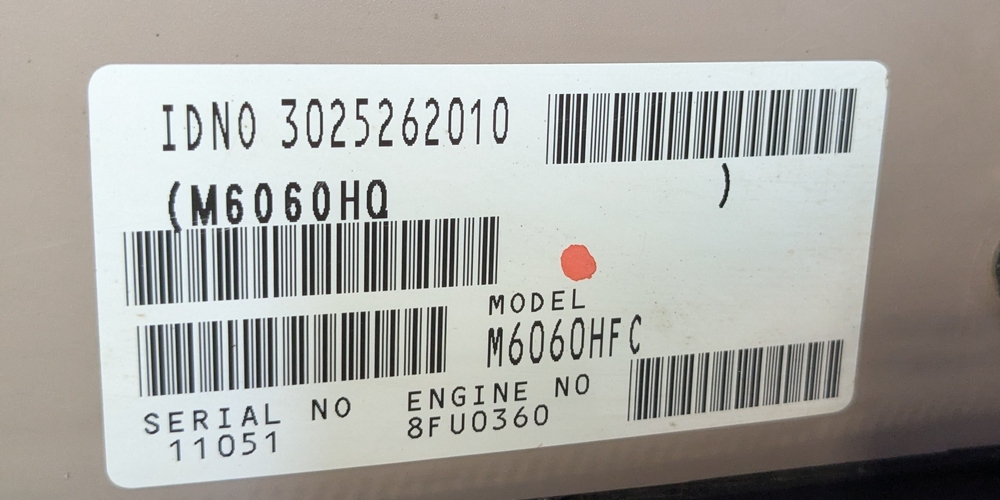 IDNO 3025262010
(M6060HQ )
MODEL
M6060HFC
SERIAL NO
11051
ENGINE NO
8FU0360